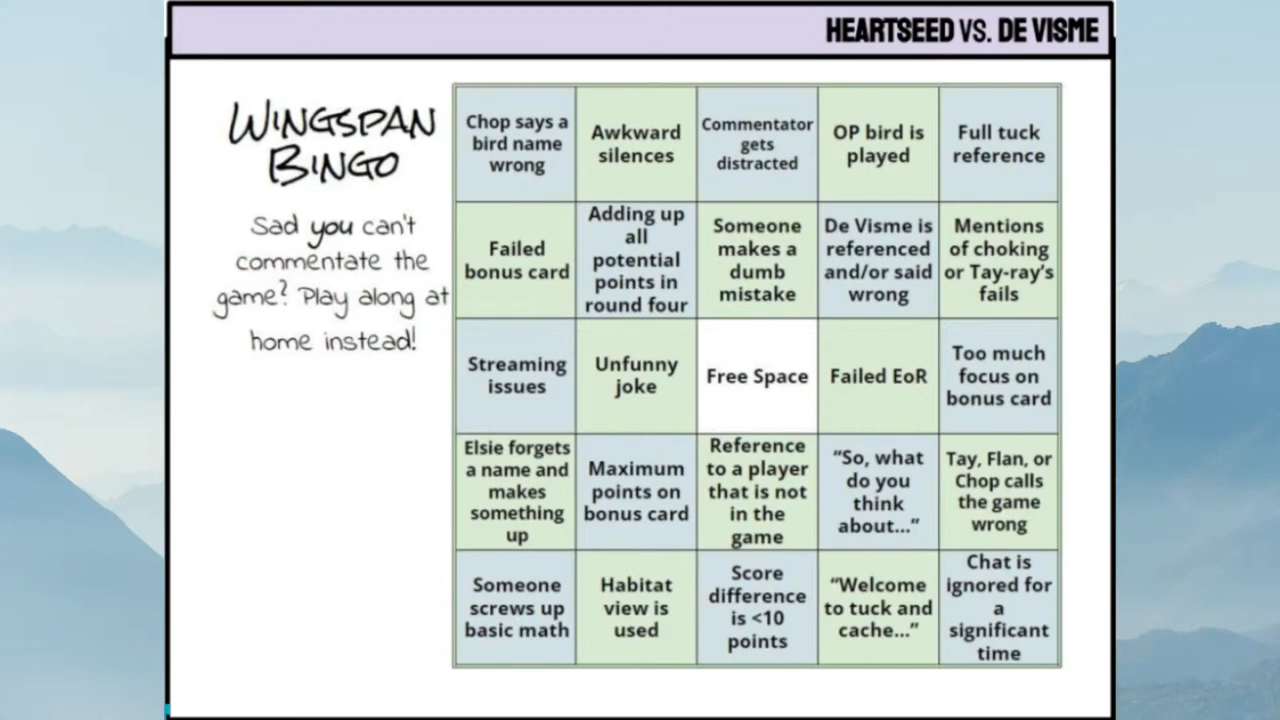 HEARTSEED VS. DE VISME
WINGSPAN
BINGO
Sad you can't
commentate the
game? Play along at
home instead!
Chop says a
bird name
wrong
Awkward
silences
Commentator
gets
distracted
OP bird is
played
Full tuck
reference
Failed
bonus card
Adding up
all
potential
points in
round four
Someone
makes a
dumb
mistake
De Visme is
referenced
and/or said
wrong
Mentions
of choking
or Tay-ray's
fails
Streaming
issues
Unfunny
joke
Free Space
Failed EoR
Too much
focus on
bonus card
Elsie forgets
a name and
makes
something
up
Maximum
points on
bonus card
Reference
to a player
that is not
in the
game
“So, what
do you
think
about...”
Tay, Flan, or
Chop calls
the game
wrong
Someone
screws up
basic math
Habitat
view is
used
Score
difference
is <10
points
“Welcome
to tuck and
cache...”
Chat is
ignored for
a
significant
time